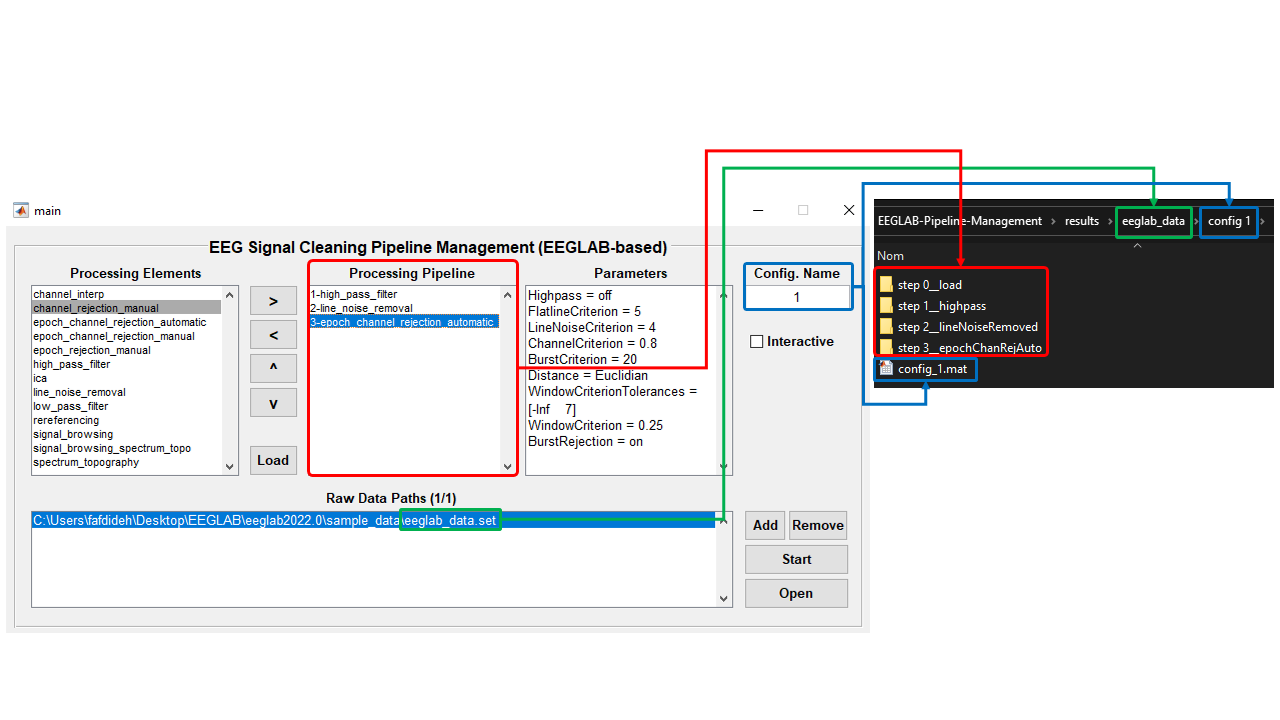 main
EEG Signal Cleaning Pipeline Management (EEGLAB-based)
Processing Elements
channel_interp
channel_rejection_manual
epoch_channel_rejection_automatic
epoch_channel_rejection_manual
epoch_rejection_manual
high_pass_filter
ica
line_noise_removal
low_pass_filter
rereferencing
signal_browsing
signal_browsing_spectrum_topo
spectrum_topography
>
<
^
v
Load
Processing Pipeline
1-high_pass_filter
2-line_noise_removal
3-epoch_channel_rejection_automatic
Parameters
Highpass = off
FlatlineCriterion = 5
LineNoiseCriterion = 4
ChannelCriterion = 0.8
BurstCriterion = 20
Distance = Euclidian
WindowCriterionTolerances =
[-Inf 7]
WindowCriterion = 0.25
BurstRejection = on
Config. Name
1
Interactive
Raw Data Paths (1/1)
C:\Users\fafdideh\Desktop\EEGLAB\eeglab2022.0\sample_data\eeglab_data.set
Add
Remove
Start
Open
EEGLAB-Pipeline-Management > results > eeglab_data > config 1 >
Nom
step 0__load
step 1__highpass
step 2__lineNoiseRemoved
step 3__epochChanRejAuto
config_1.mat